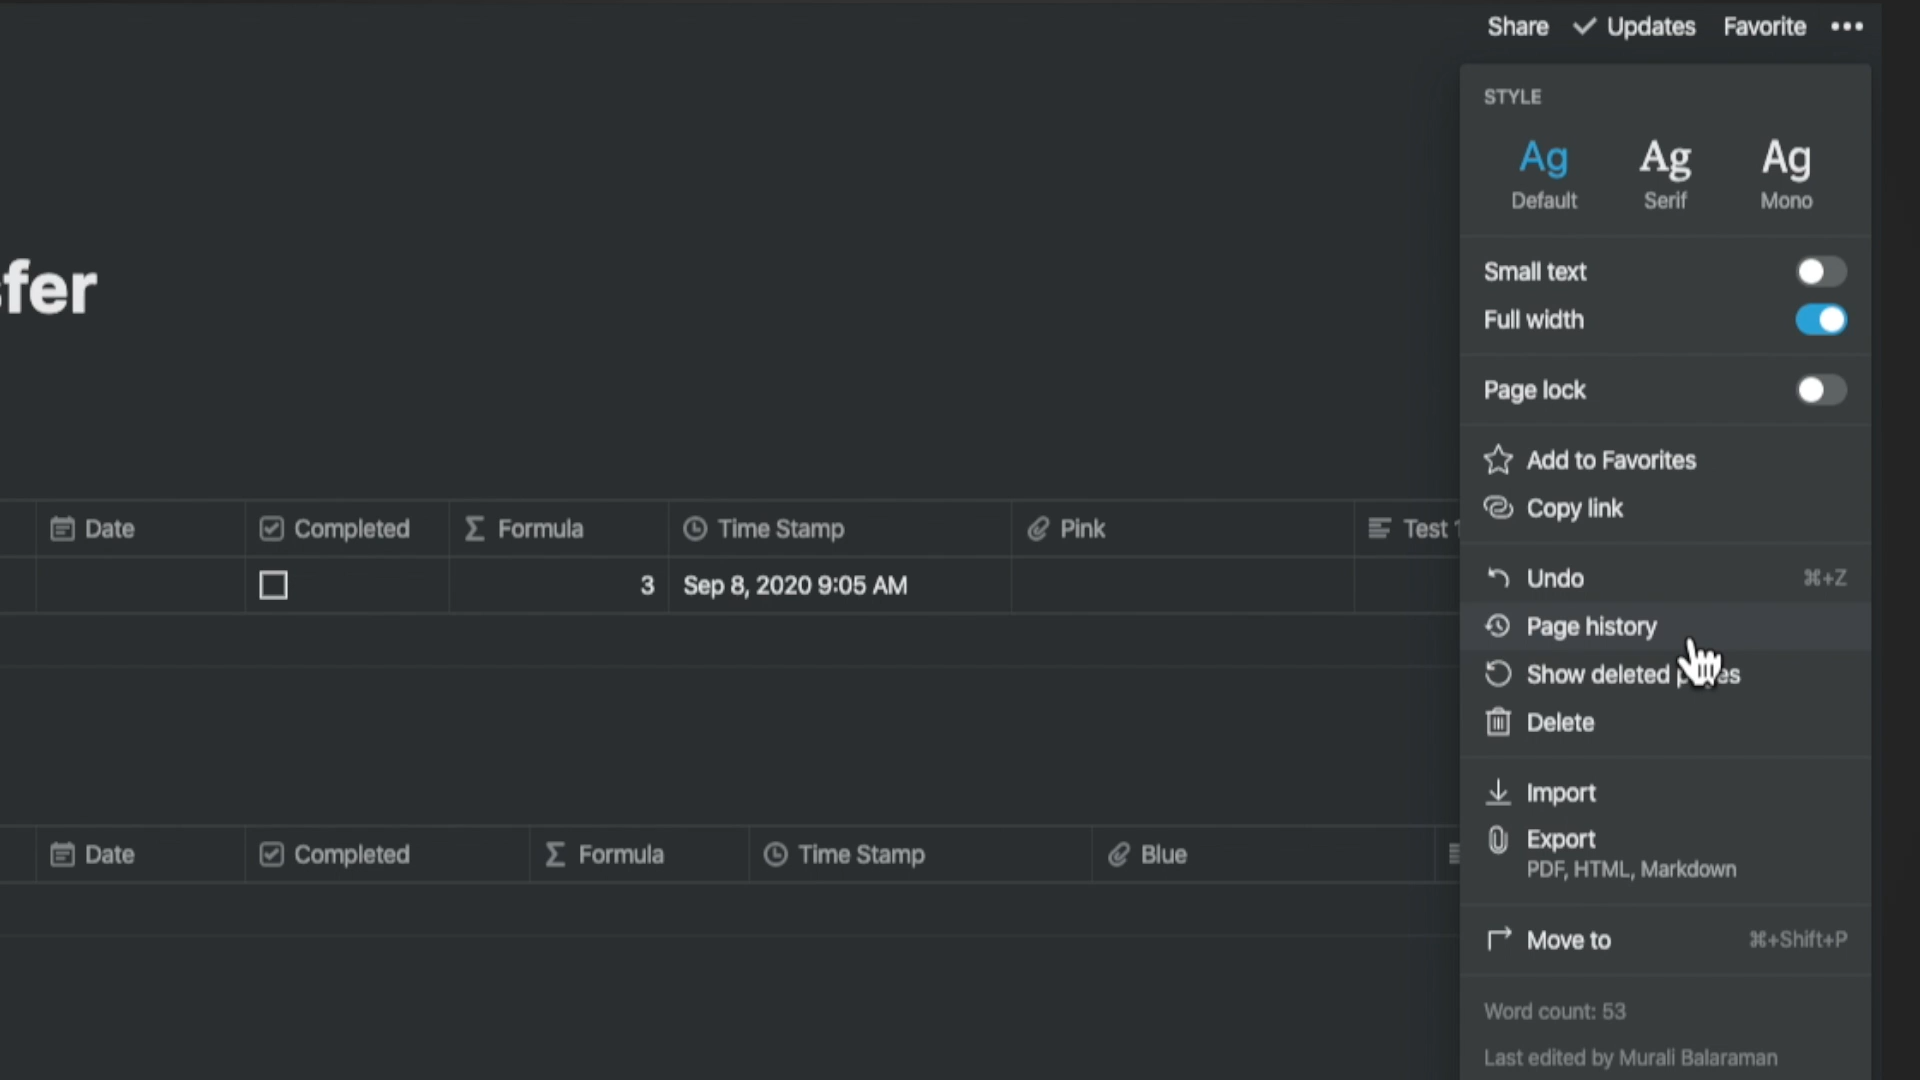 Share Updates Favorite
STYLE
Ag Ag Ag
Default Serif Mono
fer
Small text
Full width
Page lock
Add to Favorites
Copy link
Date Completed Formula Time Stamp Pink Test
Undo ⌘+Z
3 Sep 8, 2020 9:05 AM
Page history
Show deleted
Delete
Import
Export
PDF, HTML, Markdown
Date Completed Formula Time Stamp Blue
Move to ⌘+Shift+P
Word count: 53
Last edited by Murali Balaraman